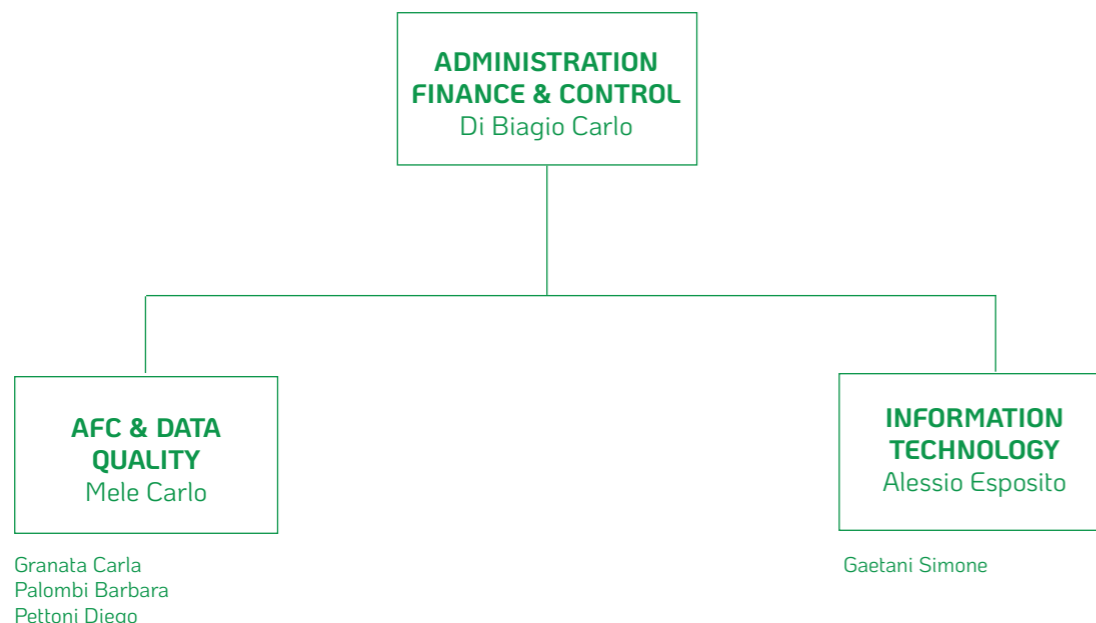 ADMINISTRATION
FINANCE & CONTROL
Di Biagio Carlo
AFC & DATA
QUALITY
Mele Carlo
Granata Carla
Palombi Barbara
Pettoni Diego
INFORMATION
TECHNOLOGY
Alessio Esposito
Gaetani Simone